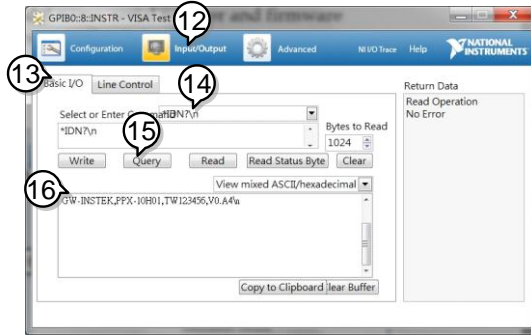 GPIB0::8::INSTR - VISA Test
12
Configuration Input/Output Advanced NI I/O Trace Help NATIONAL INSTRUMENTS
13
Basic I/O Line Control
14
Return Data
Read Operation
No Error
Select or Enter Command *IDN?\n
*IDN?\n
Bytes to Read
1024
15
Write Query Read Read Status Byte Clear
View mixed ASCII/hexadecimal
16
GW-INSTEK,PPX-10H01,TW123456,V0.A4\n
Copy to Clipboard lear Buffer